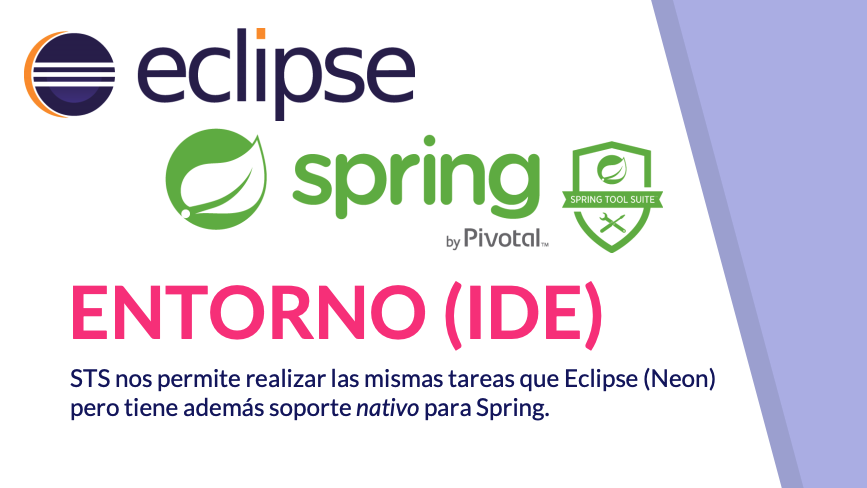 eclipse
spring
by Pivotal™
SPRING TOOL SUITE
ENTORNO (IDE)
STS nos permite realizar las mismas tareas que Eclipse (Neon)
pero tiene además soporte nativo para Spring.